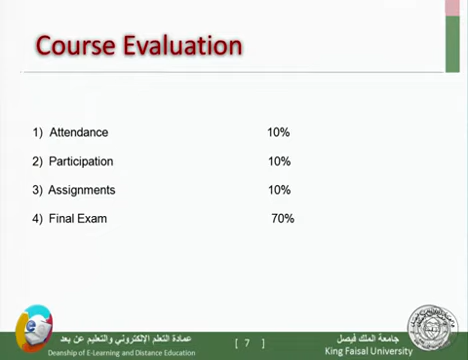 Course Evaluation
1) Attendance 10%
2) Participation 10%
3) Assignments 10%
4) Final Exam 70%
عمادة التعلم الإلكتروني والتعليم عن بعد
Deanship of E-Learning and Distance Education
[ 7 ]
جامعة الملك فيصل
King Faisal University